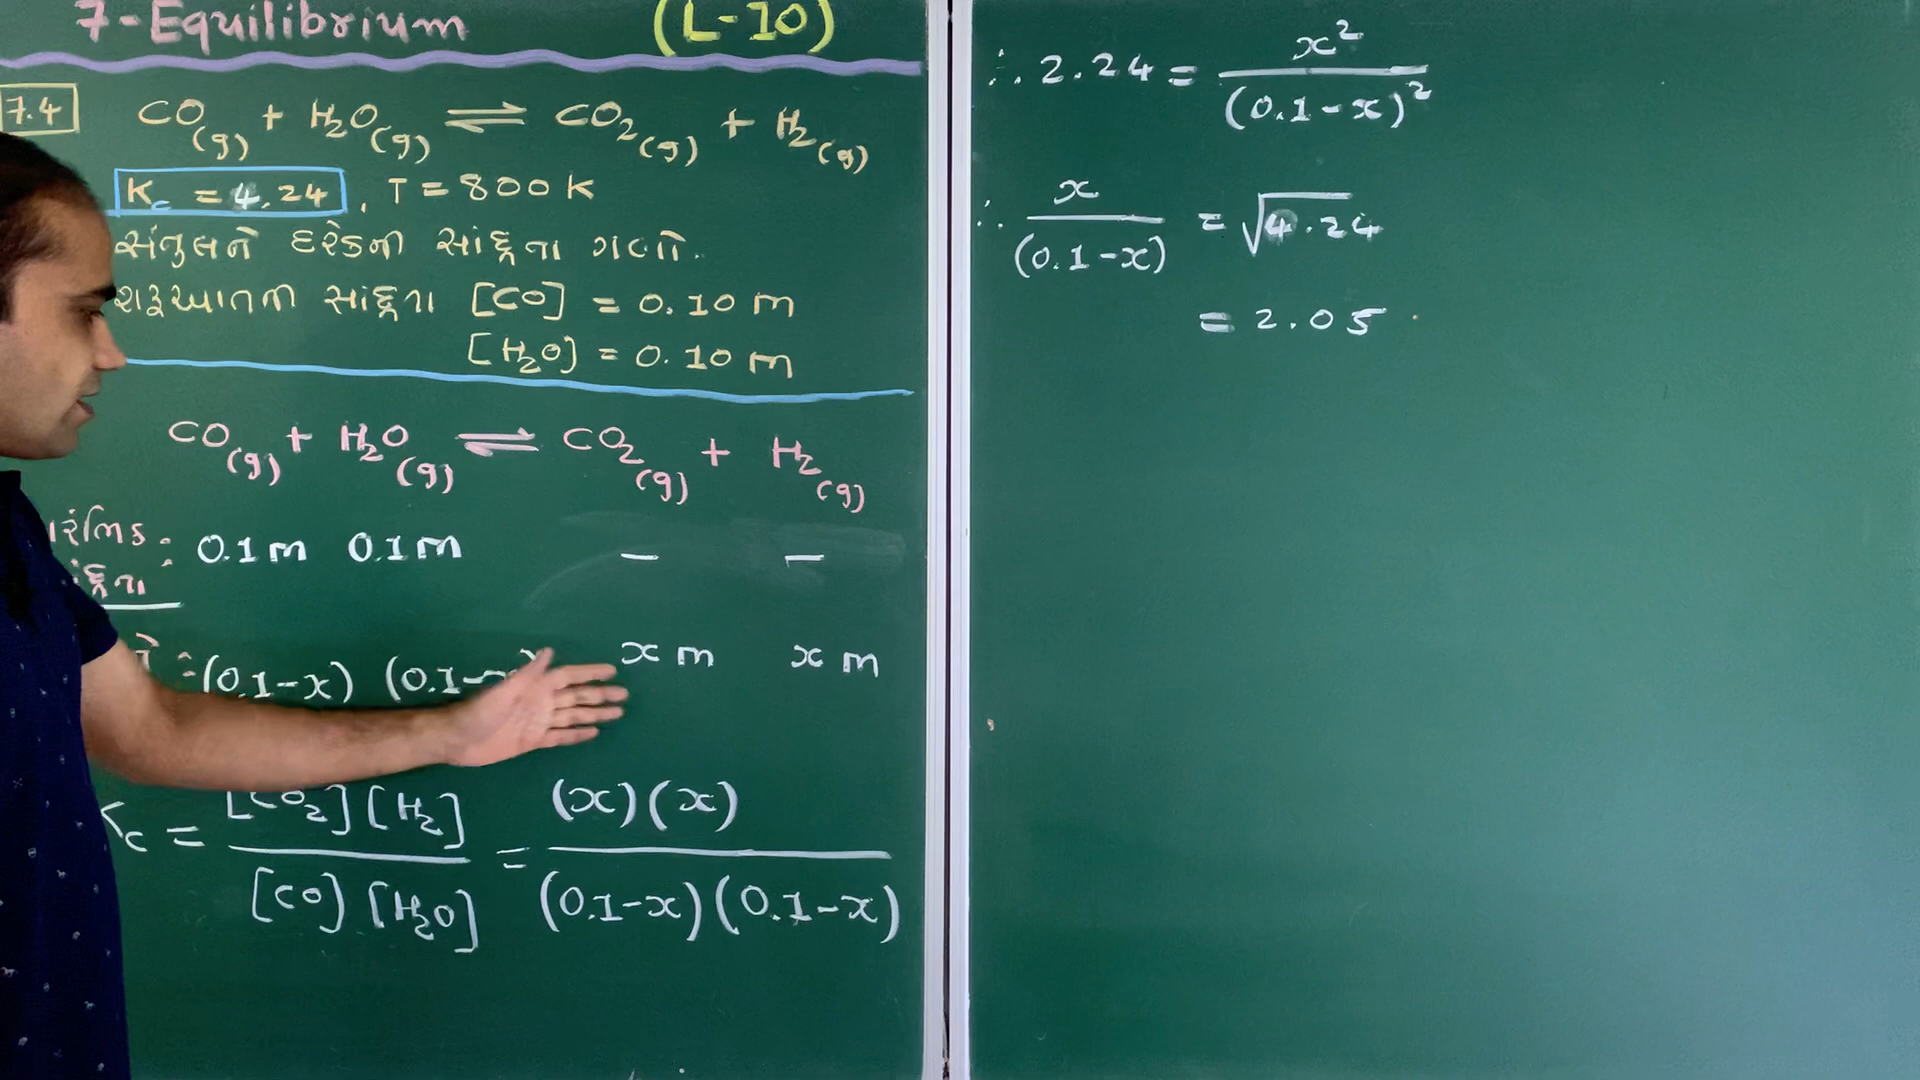 7-Equilibrium (L-10)
7.4 CO(g) + H₂O(g) ⇌ CO₂(g) + H₂(g)
Kc = 4.24, T = 800 K
સંતુલને દરેકની સાંદ્રતા ગણો.
શરૂઆતની સાંદ્રતા [CO] = 0.10 m
[H₂O] = 0.10 m
CO(g) + H₂O(g) ⇌ CO₂(g) + H₂(g)
0.1 m 0.1 m – –
(0.1-x) (0.1- x m x m
Kc = [CO₂][H₂] / [CO][H₂O] = (x)(x) / (0.1-x)(0.1-x)
∴ 2.24 = x² / (0.1-x)²
∴ x / (0.1-x) = √4.24
= 2.05